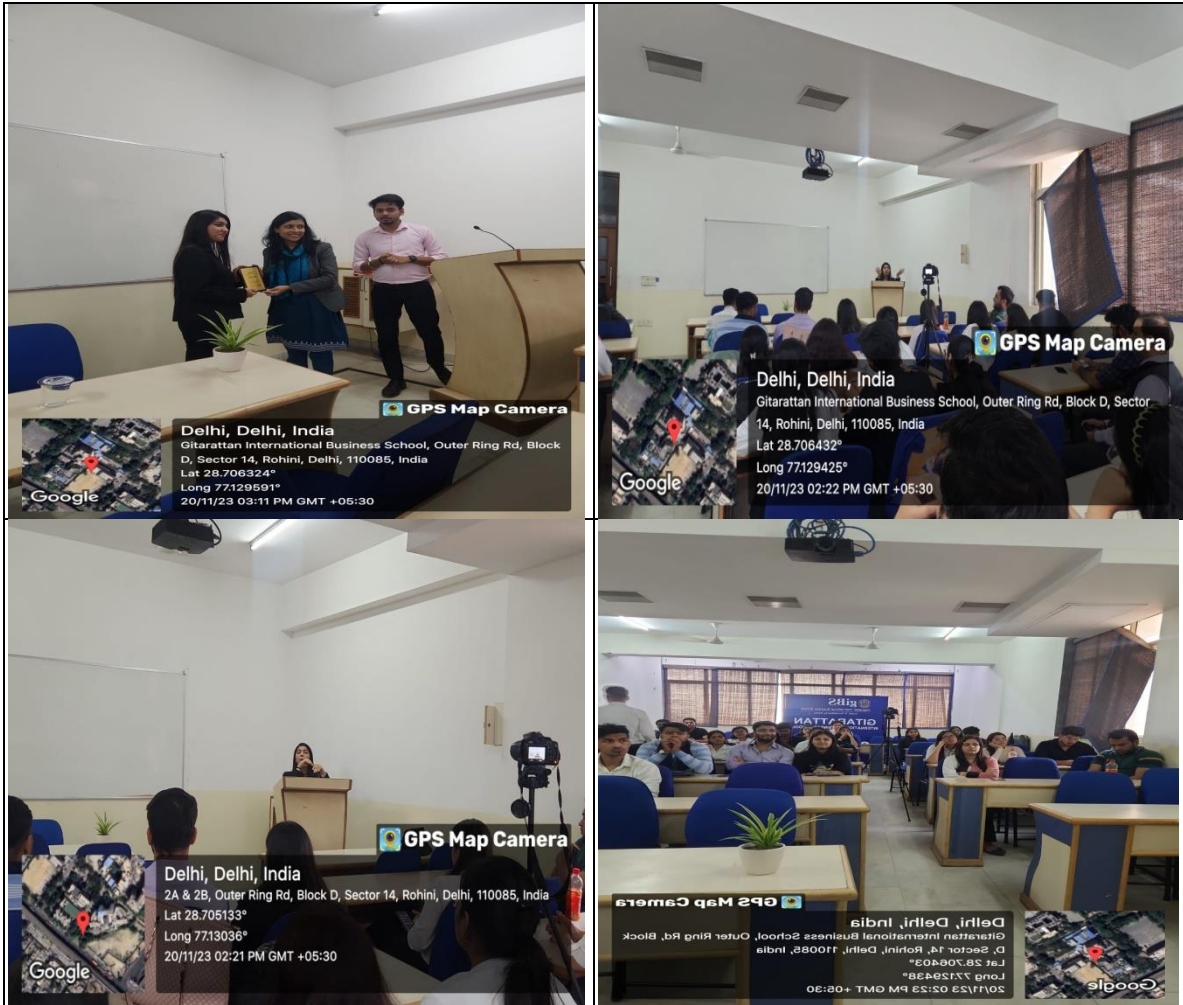 GPS Map Camera
Delhi, Delhi, India
Gitarattan International Business School, Outer Ring Rd, Block
D, Sector 14, Rohini, Delhi, 110085, India
Lat 28.706324°
Long 77.129591°
20/11/23 03:11 PM GMT +05:30
Google
GPS Map Camera
Delhi, Delhi, India
Gitarattan International Business School, Outer Ring Rd, Block D, Sector
14, Rohini, Delhi, 110085, India
Lat 28.706432°
Long 77.129425°
20/11/23 02:22 PM GMT +05:30
Google
GPS Map Camera
Delhi, Delhi, India
2A & 2B, Outer Ring Rd, Block D, Sector 14, Rohini, Delhi, 110085, India
Lat 28.705133°
Long 77.13036°
20/11/23 02:21 PM GMT +05:30
Google
giBS
GITARATTAN
GPS Map Camera
Delhi, Delhi, India
Gitarattan International Business School, Outer Ring Rd, Block
D, Sector 14, Rohini, Delhi, 110085, India
Lat 28.706403°
Long 77.129438°
20/11/23 02:23 PM GMT +05:30
Google